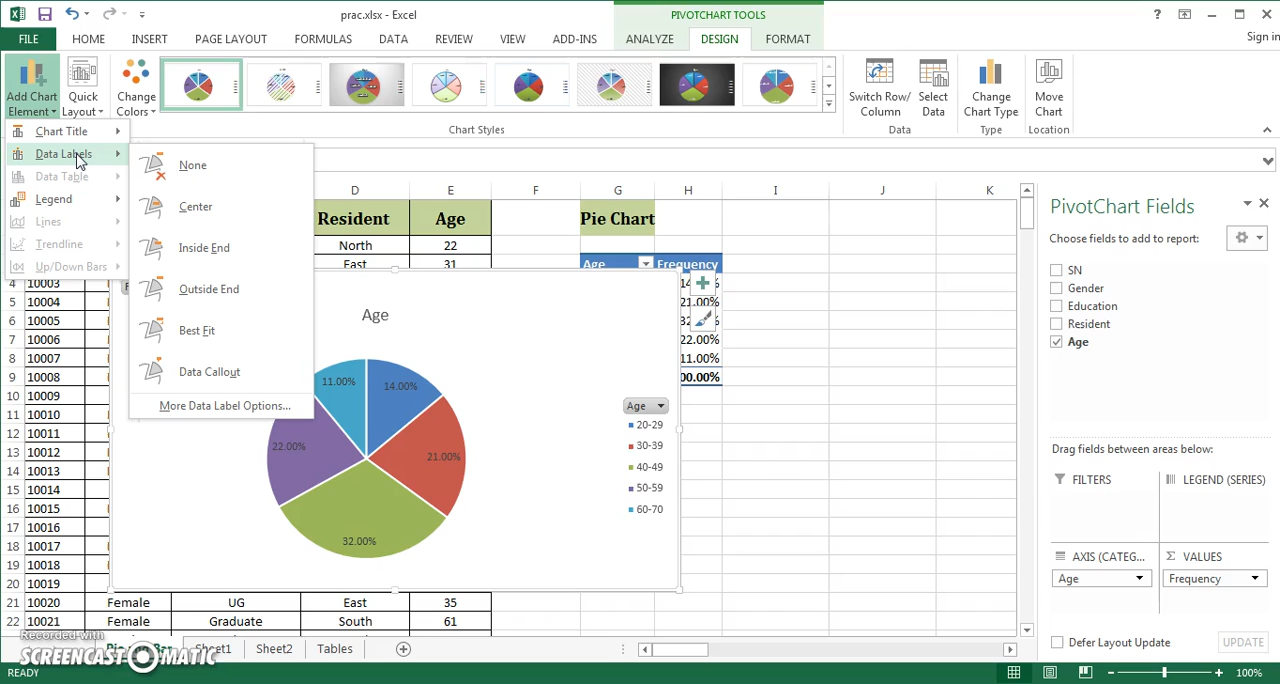 prac.xlsx - Excel
PIVOTCHART TOOLS
?
FILE HOME INSERT PAGE LAYOUT FORMULAS DATA REVIEW VIEW ADD-INS ANALYZE DESIGN FORMAT
Sign in
Add Chart Element
Quick Layout
Change Colors
Switch Row/ Column
Select Data
Change Chart Type
Move Chart
Chart Styles
Data
Type
Location
Chart Title
Data Labels
Data Table
Legend
Lines
Trendline
Up/Down Bars
None
Center
Inside End
Outside End
Best Fit
Data Callout
More Data Label Options...
D E F G H I J K
Resident Age Pie Chart
North 22
East 31 Age Frequency
4 10003
5 10004 21.00%
6 10005
7 10006 22.00%
8 10007 11.00%
9 10008 00.00%
10 10009
11 10010
12 10011
13 10012
14 10013
15 10014
16 10015
17 10016
18 10017
19 10018
20 10019
21 10020 Female UG East 35
22 10021 Female Graduate South 61
Age
11.00%
14.00%
22.00%
21.00%
32.00%
Age
20-29
30-39
40-49
50-59
60-70
PivotChart Fields
Choose fields to add to report:
SN
Gender
Education
Resident
Age
Drag fields between areas below:
FILTERS
LEGEND (SERIES)
AXIS (CATEG...
Σ VALUES
Age
Frequency
Defer Layout Update
UPDATE
Sheet1 Sheet2 Tables
Recorded with
SCREENCAST-O-MATIC
READY
100%